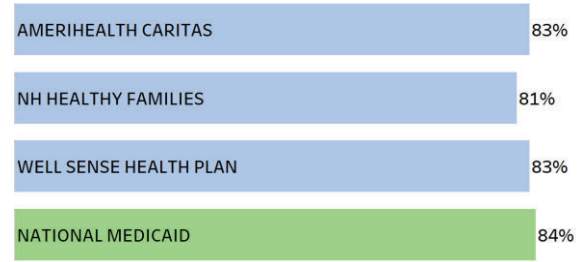 AMERIHEALTH CARITAS 83%
NH HEALTHY FAMILIES 81%
WELL SENSE HEALTH PLAN 83%
NATIONAL MEDICAID 84%